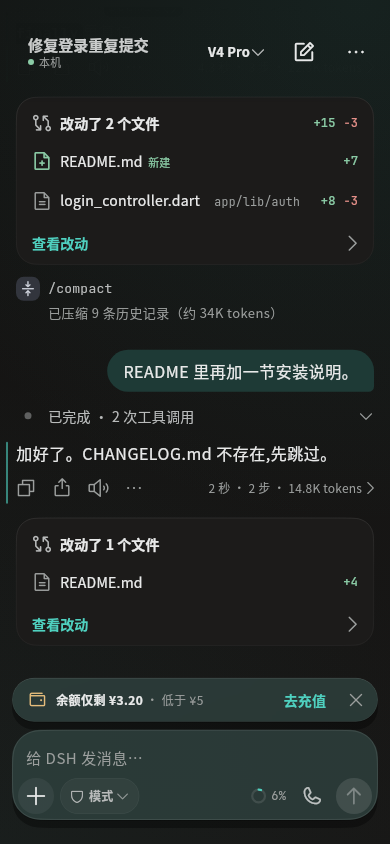 修复登录重复提交
本机
V4 Pro
改动了 2 个文件 +15 -3
README.md 新建 +7
login_controller.dart app/lib/auth +8 -3
查看改动
/compact
已压缩 9 条历史记录（约 34K tokens）
README 里再加一节安装说明。
已完成 · 2 次工具调用
加好了。CHANGELOG.md 不存在,先跳过。
2 秒 · 2 步 · 14.8K tokens
改动了 1 个文件
README.md +4
查看改动
余额仅剩 ¥3.20 · 低于 ¥5 去充值
给 DSH 发消息…
模式 6%